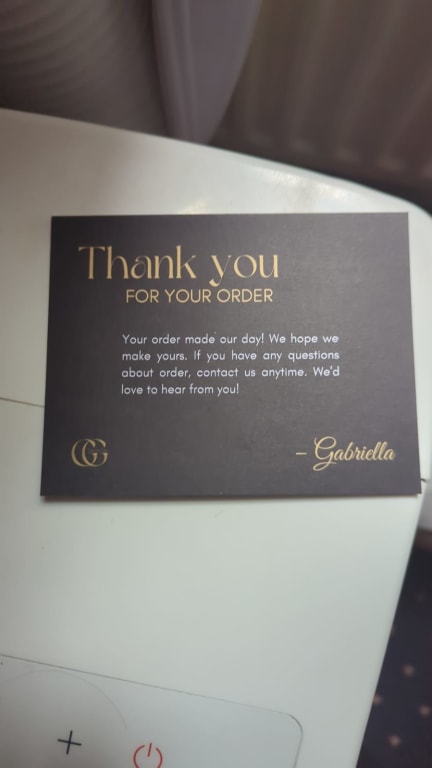 Thank you
FOR YOUR ORDER
Your order made our day! We hope we
make yours. If you have any questions
about order, contact us anytime. We'd
love to hear from you!
– Gabriella
+